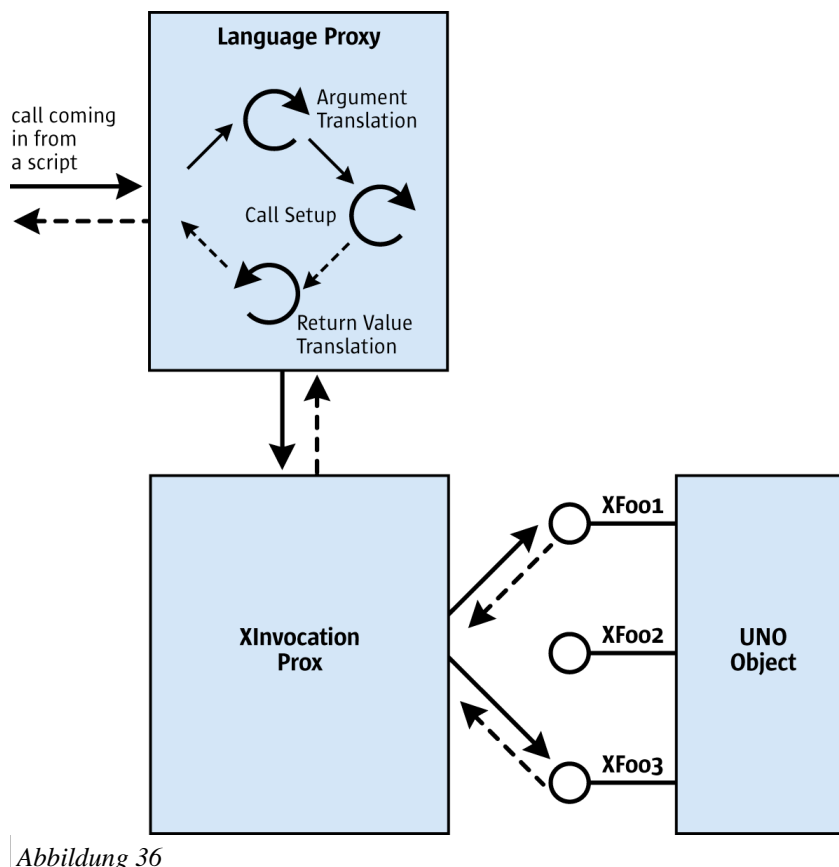 Language Proxy
call coming
in from
a script
Argument
Translation
Call Setup
Return Value
Translation
XInvocation
Prox
XFoo1
XFoo2
XFoo3
UNO
Object
Abbildung 36